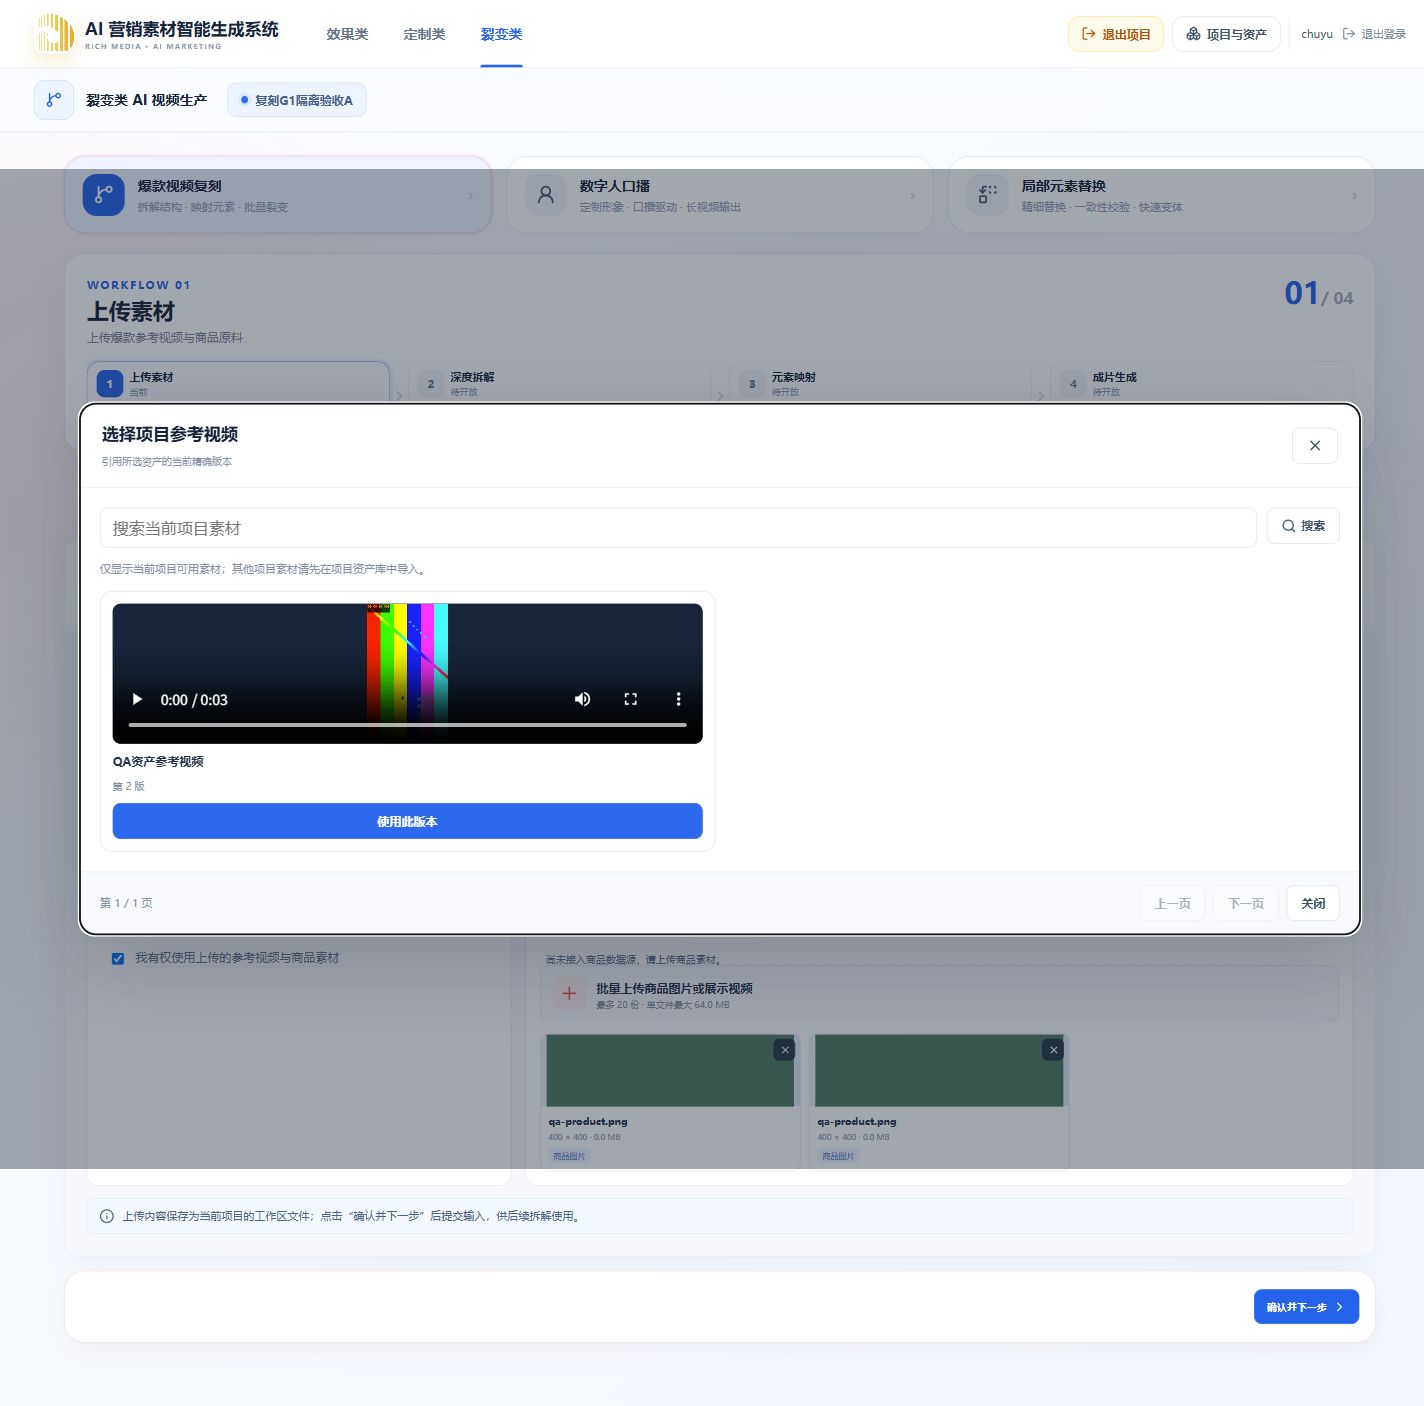 AI 营销素材智能生成系统
RICH MEDIA • AI MARKETING
效果类
定制类
裂变类
退出项目
项目与资产
chuyu
退出登录
裂变类 AI 视频生产
复刻G1隔离验收A
爆款视频复刻
拆解结构 · 映射元素 · 批量裂变
数字人口播
定制形象 · 口播驱动 · 长视频输出
局部元素替换
精细替换 · 一致性校验 · 快速变体
WORKFLOW 01
上传素材
上传爆款参考视频与商品原料
01 / 04
1
上传素材
当前
2
深度拆解
待开放
3
元素映射
待开放
4
成片生成
待开放
选择项目参考视频
引用所选资产的当前精确版本
搜索当前项目素材
搜索
仅显示当前项目可用素材；其他项目素材请先在项目资产库中导入。
0:00 / 0:03
QA资产参考视频
第 2 版
使用此版本
第 1 / 1 页
上一页
下一页
关闭
我有权使用上传的参考视频与商品素材
尚未接入商品数据源，请上传商品素材。
批量上传商品图片或展示视频
最多 20 份 · 单文件最大 64.0 MB
qa-product.png
400 × 400 · 0.0 MB
商品图片
qa-product.png
400 × 400 · 0.0 MB
商品图片
上传内容保存为当前项目的工作区文件；点击“确认并下一步”后提交输入，供后续拆解使用。
确认并下一步